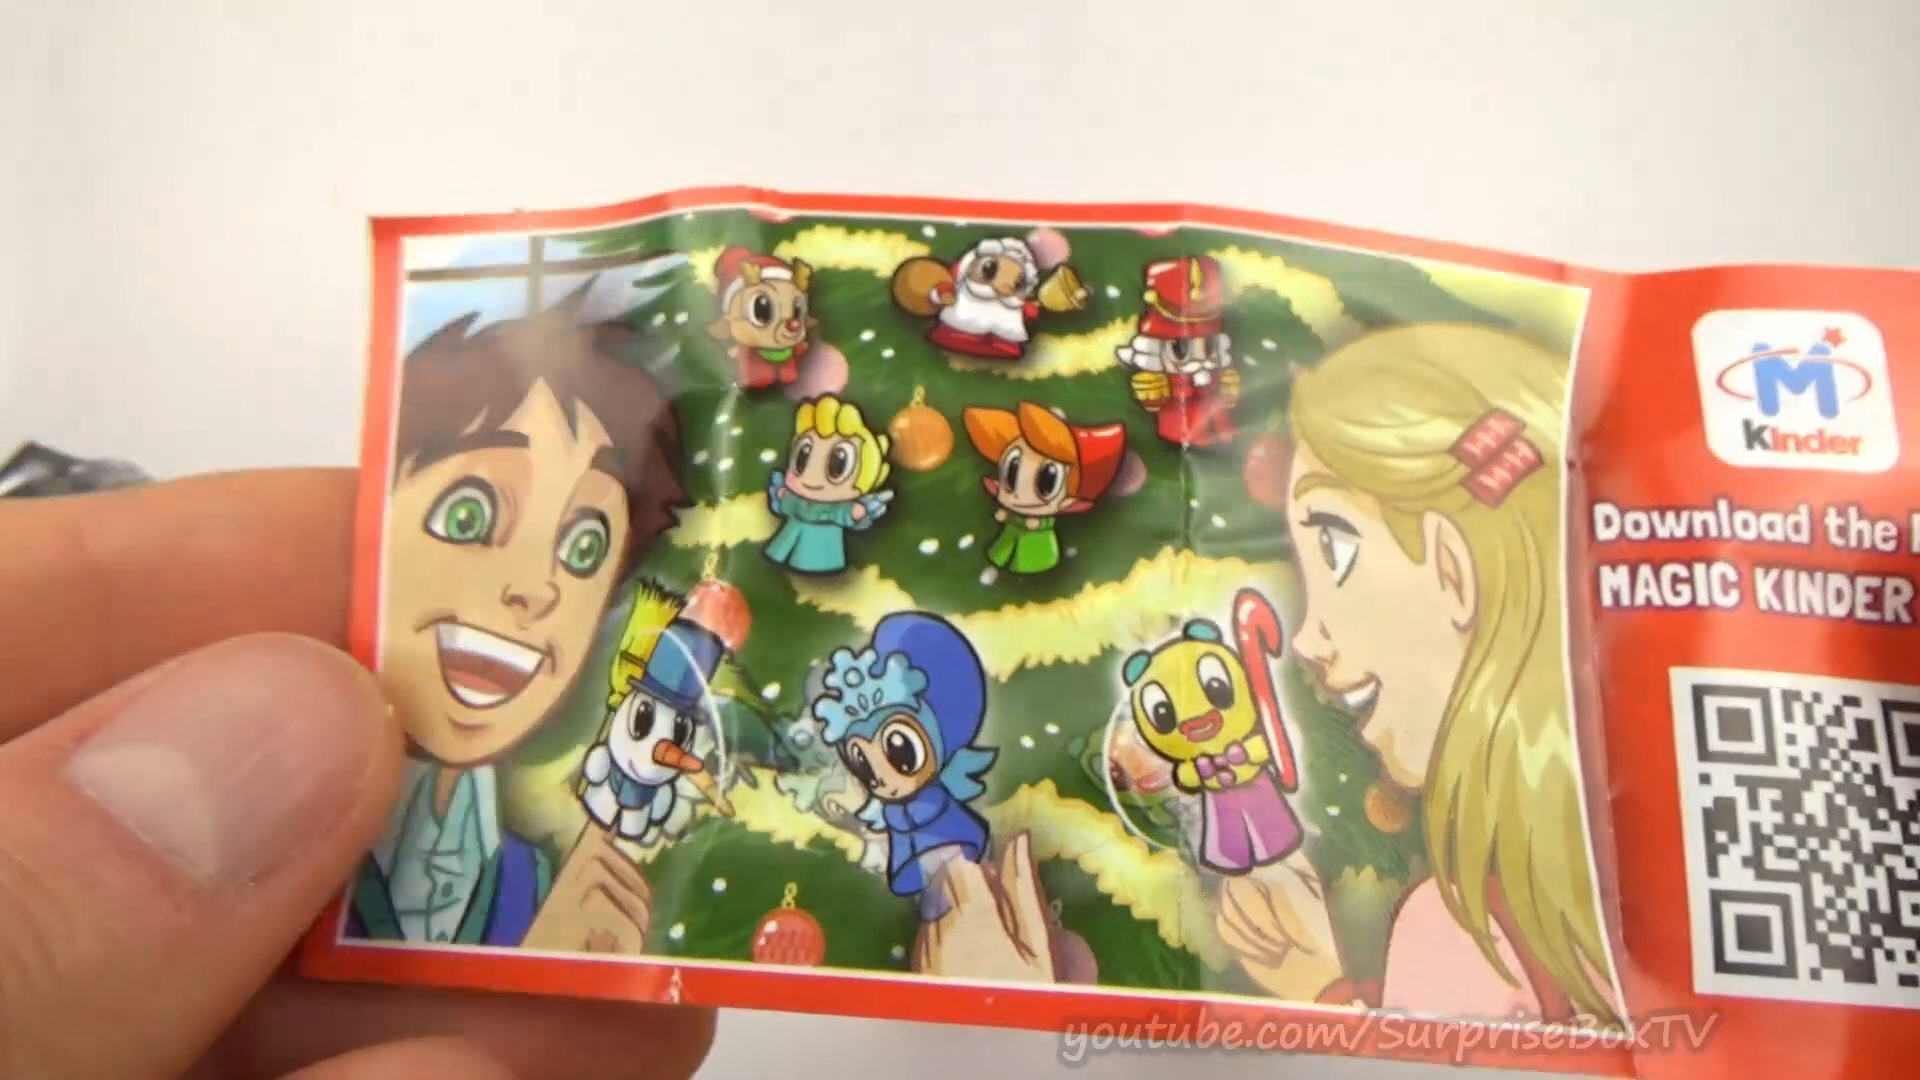 M
Kinder
Download the
MAGIC KINDER
youtube.com/SurpriseBoxTV